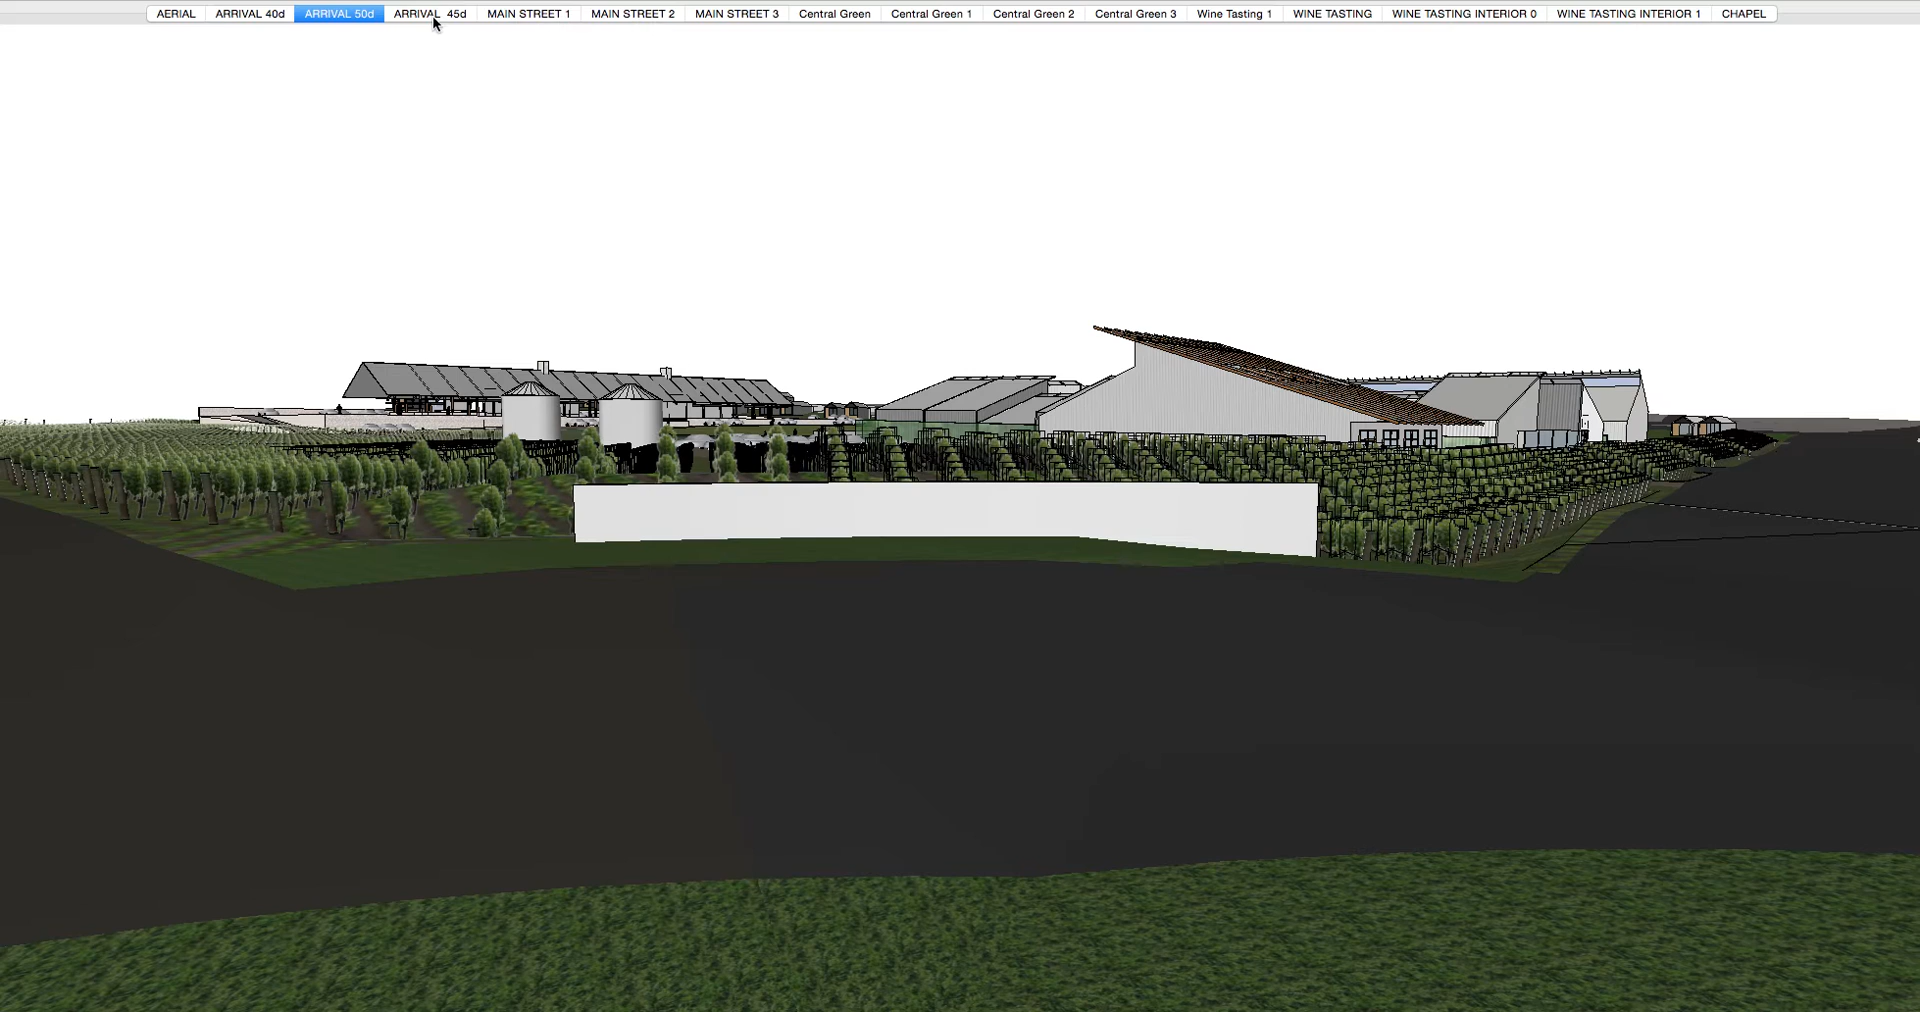 AERIAL ARRIVAL 40d ARRIVAL 50d ARRIVAL 45d MAIN STREET 1 MAIN STREET 2 MAIN STREET 3 Central Green Central Green 1 Central Green 2 Central Green 3 Wine Tasting 1 WINE TASTING WINE TASTING INTERIOR 0 WINE TASTING INTERIOR 1 CHAPEL